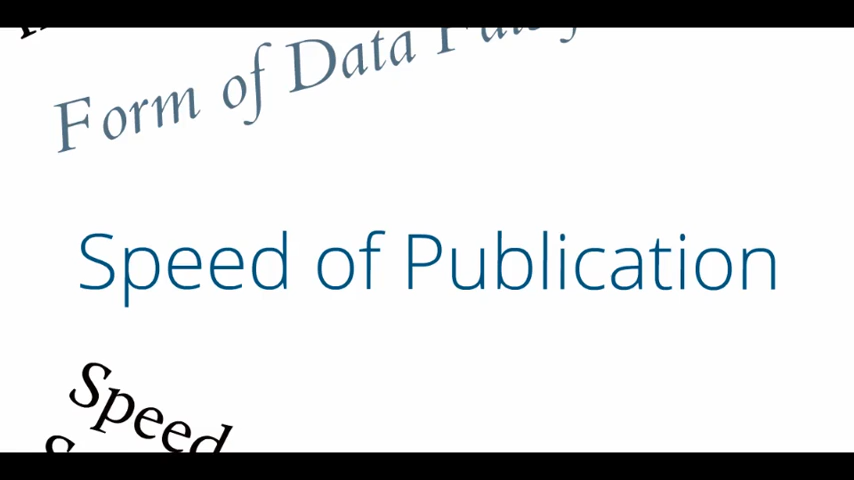 Form of Data
Speed of Publication
Speed